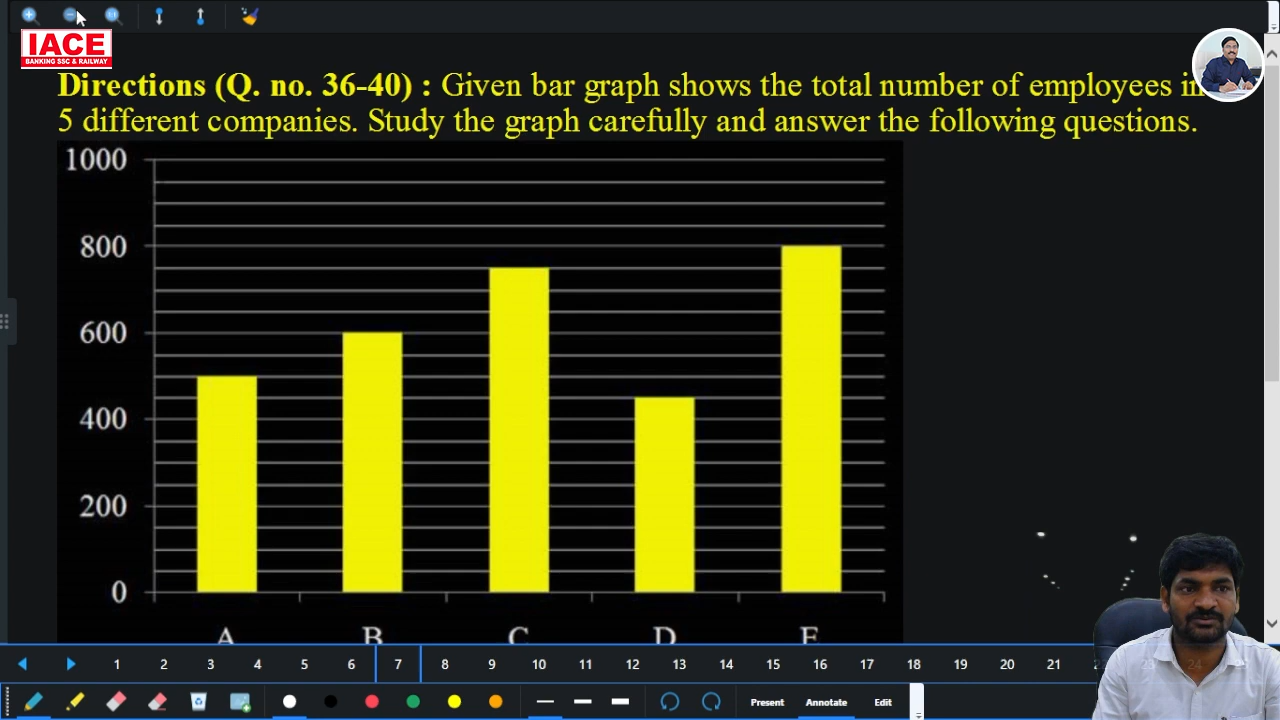 IACE
BANKING SSC & RAILWAY
Directions (Q. no. 36-40) : Given bar graph shows the total number of employees in
5 different companies. Study the graph carefully and answer the following questions.
1000
800
600
400
200
0
A B C D E
1 2 3 4 5 6 7 8 9 10 11 12 13 14 15 16 17 18 19 20 21 22 23 24
Present Annotate Edit